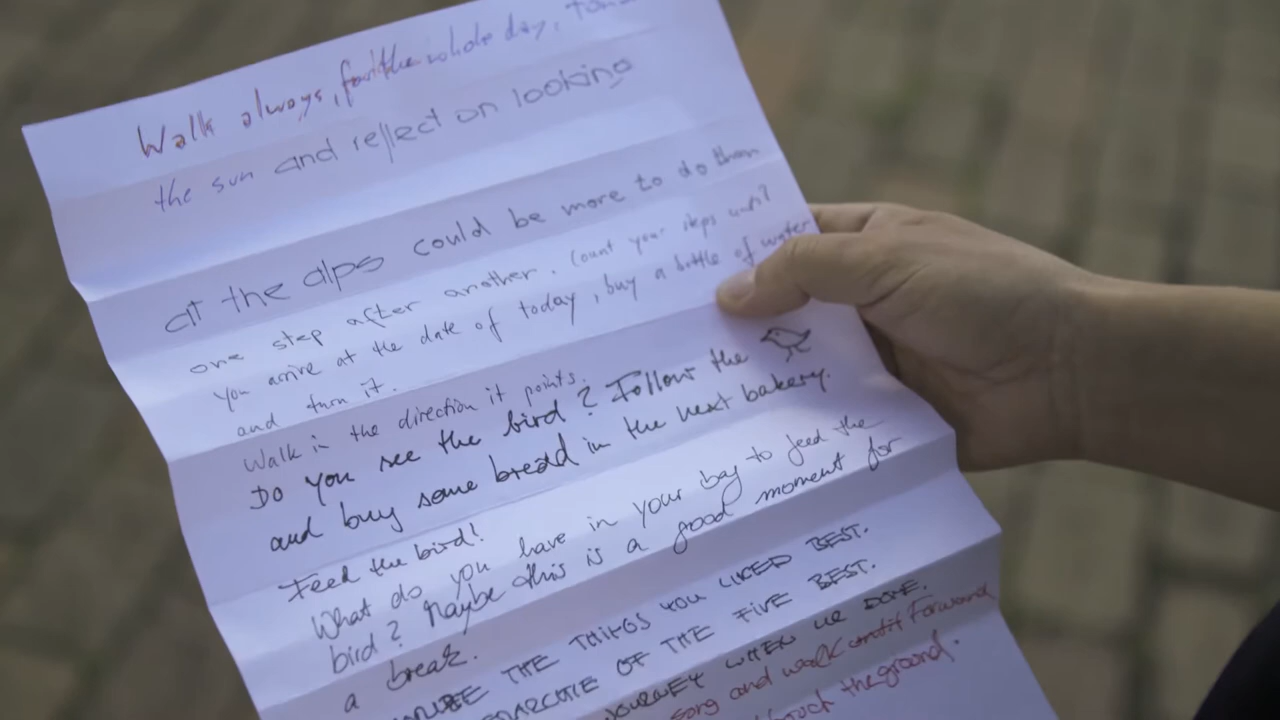 Walk always, for the whole day,
the sun and reflect on looking
at the alps could be more to do than
one step after another. Count your steps until
you arrive at the date of today, buy a bottle of water
and turn it.
Walk in the direction it points.
Do you see the bird? Follow the
and buy some bread in the next bakery.
Feed the bird!
What do you have in your bag to feed the
bird? Maybe this is a good moment for
a break.
THE THINGS YOU LIKED BEST.
OF THE FIVE BEST.
JOURNEY WHEN
song and walk Forward
the ground.